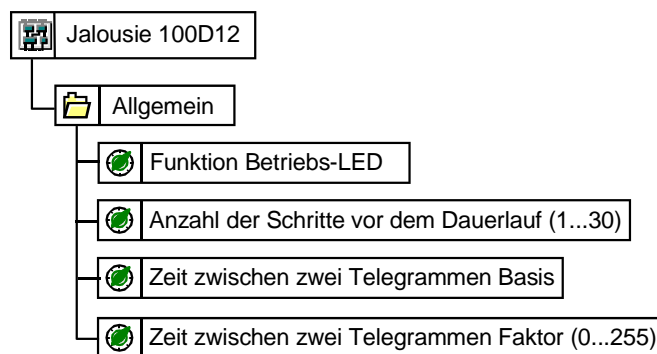 Jalousie 100D12
Allgemein
Funktion Betriebs-LED
Anzahl der Schritte vor dem Dauerlauf (1...30)
Zeit zwischen zwei Telegrammen Basis
Zeit zwischen zwei Telegrammen Faktor (0...255)